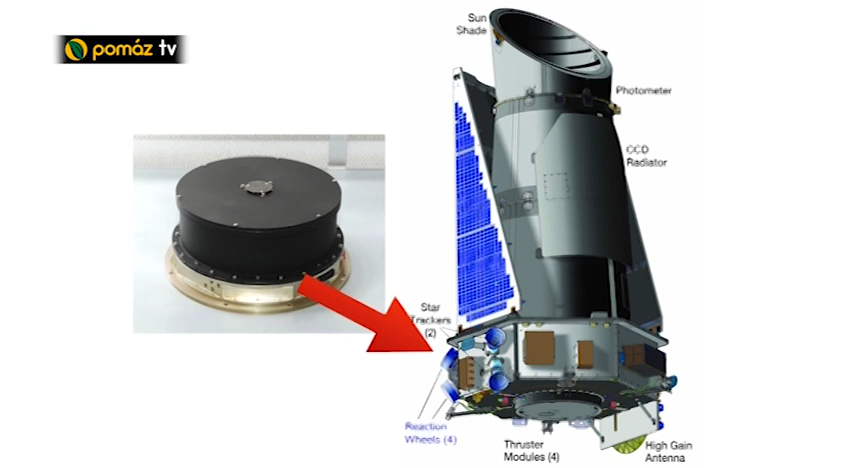 pomáz tv
Sun
Shade
Photometer
CCD
Radiator
Star
Trackers
(2)
Reaction
Wheels (4)
Thruster
Modules (4)
High Gain
Antenna